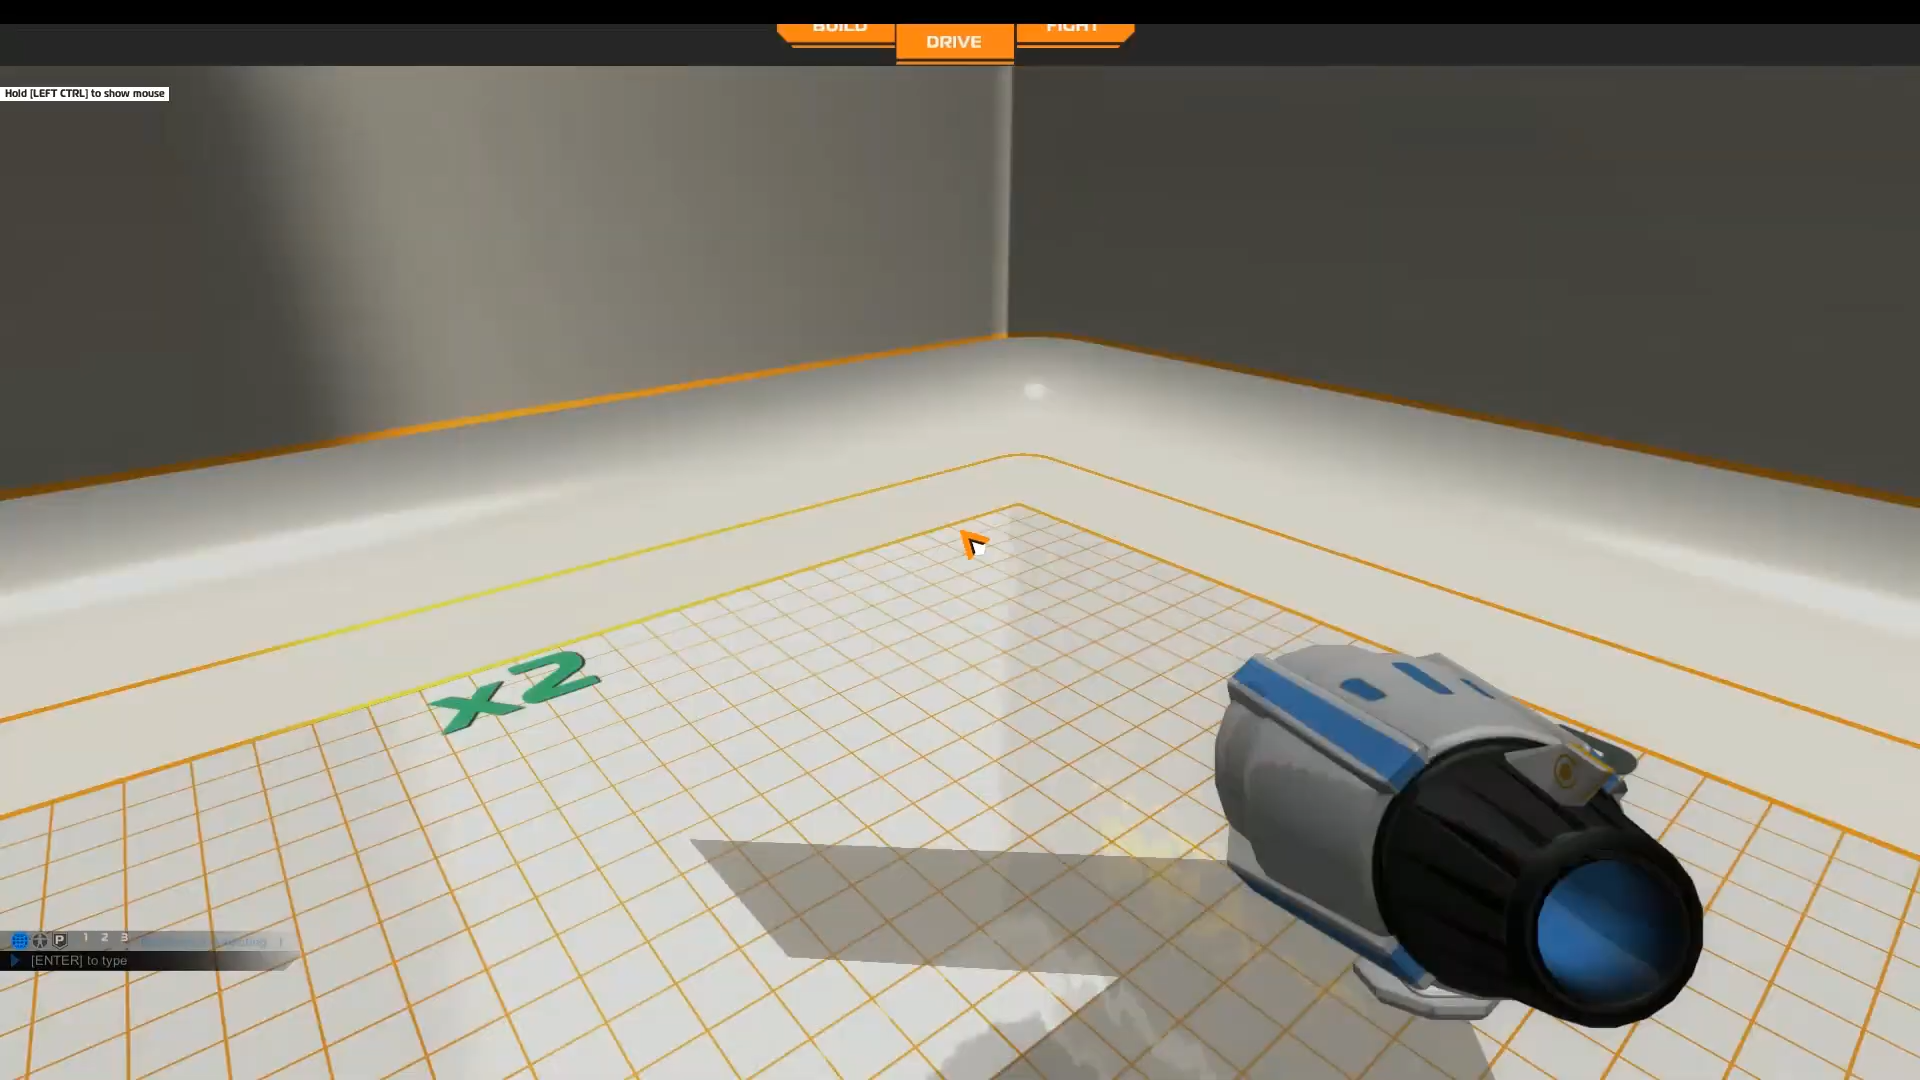 BUILD
DRIVE
FIGHT
Hold [LEFT CTRL] to show mouse
x2
P 1 2 3
[ENTER] to type